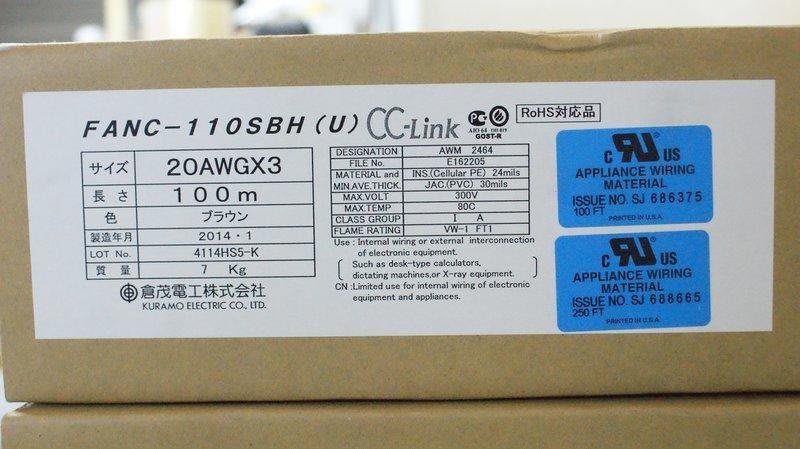 FANC-110SBH (U) CC-Link
AIO 64 OH 019
GOST-R
RoHS対応品
サイズ 20AWGX3
長さ 100m
色 ブラウン
製造年月 2014・1
LOT No. 4114HS5-K
質量 7 Kg
倉茂電工株式会社
KURAMO ELECTRIC CO., LTD.
DESIGNATION AWM 2464
FILE No. E162205
MATERIAL and INS.(Cellular PE) 24mils
MIN.AVE.THICK. JAC.(PVC) 30mils
MAX.VOLT 300V
MAX.TEMP 80C
CLASS GROUP I A
FLAME RATING VW-1 FT1
Use : Internal wiring or external interconnection
of electronic equipment.
Such as desk-type calculators,
dictating machines,or X-ray equipment.
CN : Limited use for internal wiring of electronic
equipment and appliances.
C RU US
APPLIANCE WIRING
MATERIAL
ISSUE NO. SJ 686375
100 FT
PRINTED IN U.S.A.
C RU US
APPLIANCE WIRING
MATERIAL
ISSUE NO. SJ 688665
250 FT
PRINTED IN U.S.A.